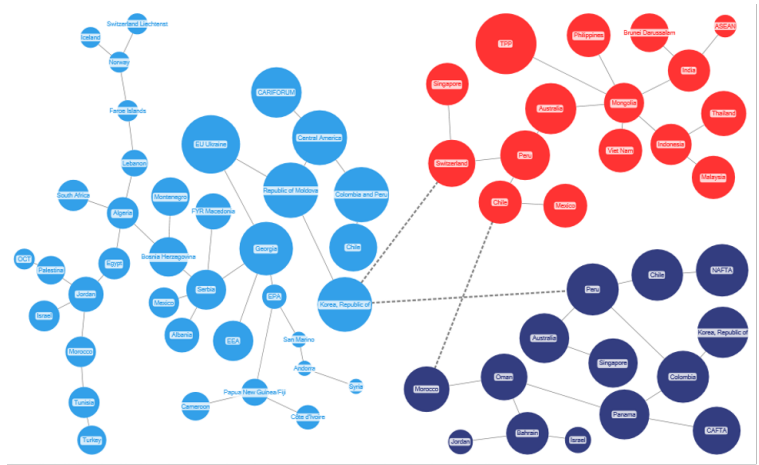 Switzerland Liechtenst
Iceland
Norway
Faroe Islands
Lebanon
South Africa
Montenegro
Algeria
FYR Macedonia
OCT
Palestina
Egypt
Bosnia Herzegovina
Jordan
Serbia
Mexico
Israel
Albania
Morocco
Tunisia
Turkey
CARIFORUM
Central America
EU Ukraine
Republic of Moldova
Colombia and Peru
Georgia
Chile
EPA
Korea, Republic of
EEA
San Marino
Andorra
Syria
Papua New Guinea/Fiji
Cameroon
Côte d'Ivoire
TPP
Philippines
Brunei Darussalam
ASEAN
India
Singapore
Australia
Mongolia
Thailand
Indonesia
Viet Nam
Malaysia
Switzerland
Peru
Chile
Mexico
Peru
Chile
NAFTA
Australia
Korea, Republic of
Singapore
Colombia
Morocco
Oman
Panama
CAFTA
Bahrain
Jordan
Israel